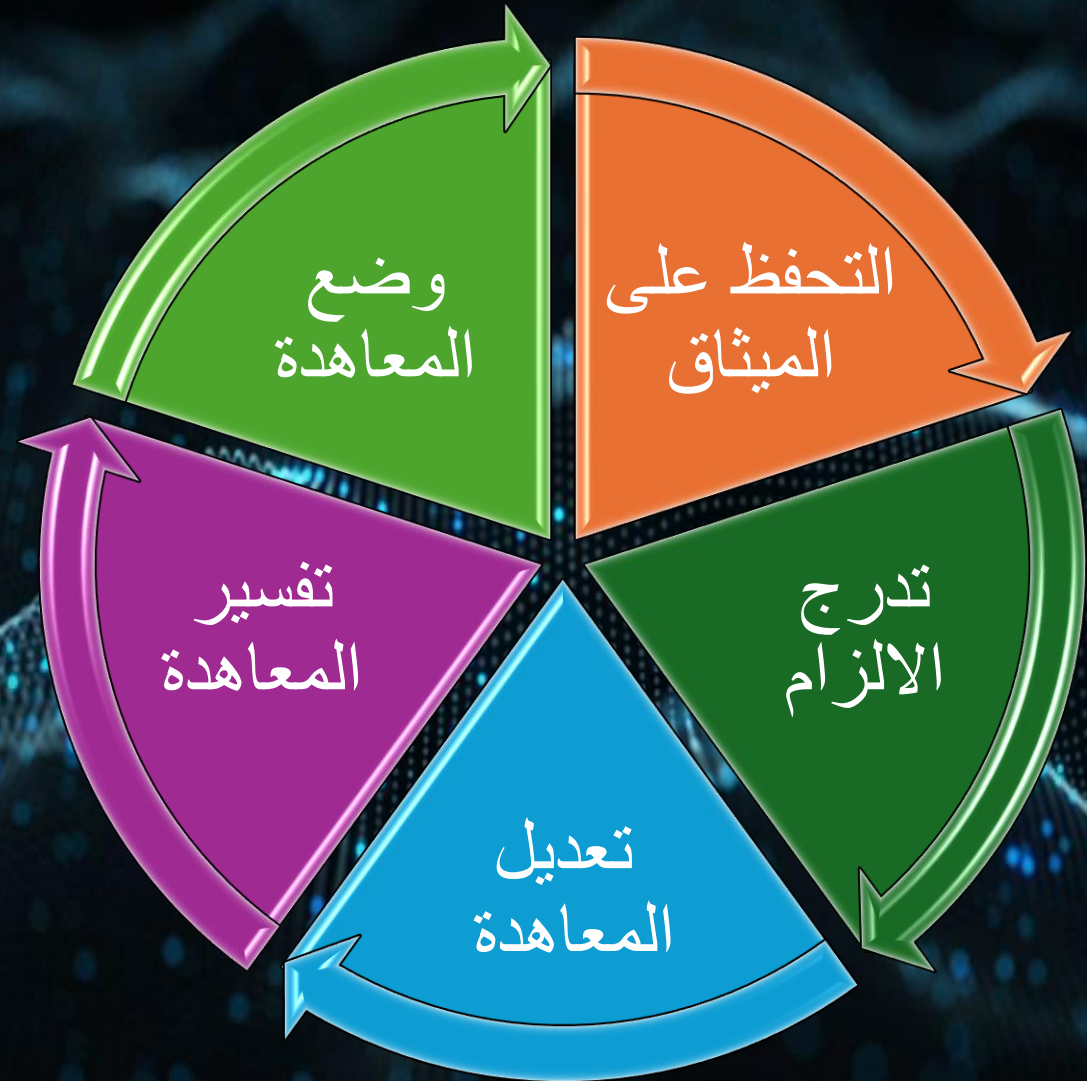 التحفظ على
الميثاق
تدرج
الالزام
تعديل
المعاهدة
تفسير
المعاهدة
وضع
المعاهدة